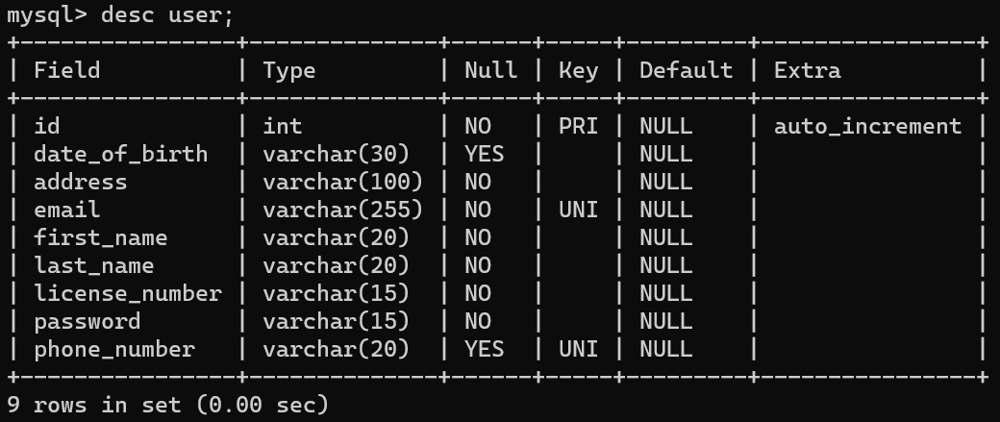 mysql> desc user;
+----------------+--------------+------+-----+---------+----------------+
| Field          | Type         | Null | Key | Default | Extra          |
+----------------+--------------+------+-----+---------+----------------+
| id             | int          | NO   | PRI | NULL    | auto_increment |
| date_of_birth  | varchar(30)  | YES  |     | NULL    |                |
| address        | varchar(100) | NO   |     | NULL    |                |
| email          | varchar(255) | NO   | UNI | NULL    |                |
| first_name     | varchar(20)  | NO   |     | NULL    |                |
| last_name      | varchar(20)  | NO   |     | NULL    |                |
| license_number | varchar(15)  | NO   |     | NULL    |                |
| password       | varchar(15)  | NO   |     | NULL    |                |
| phone_number   | varchar(20)  | YES  | UNI | NULL    |                |
+----------------+--------------+------+-----+---------+----------------+
9 rows in set (0.00 sec)